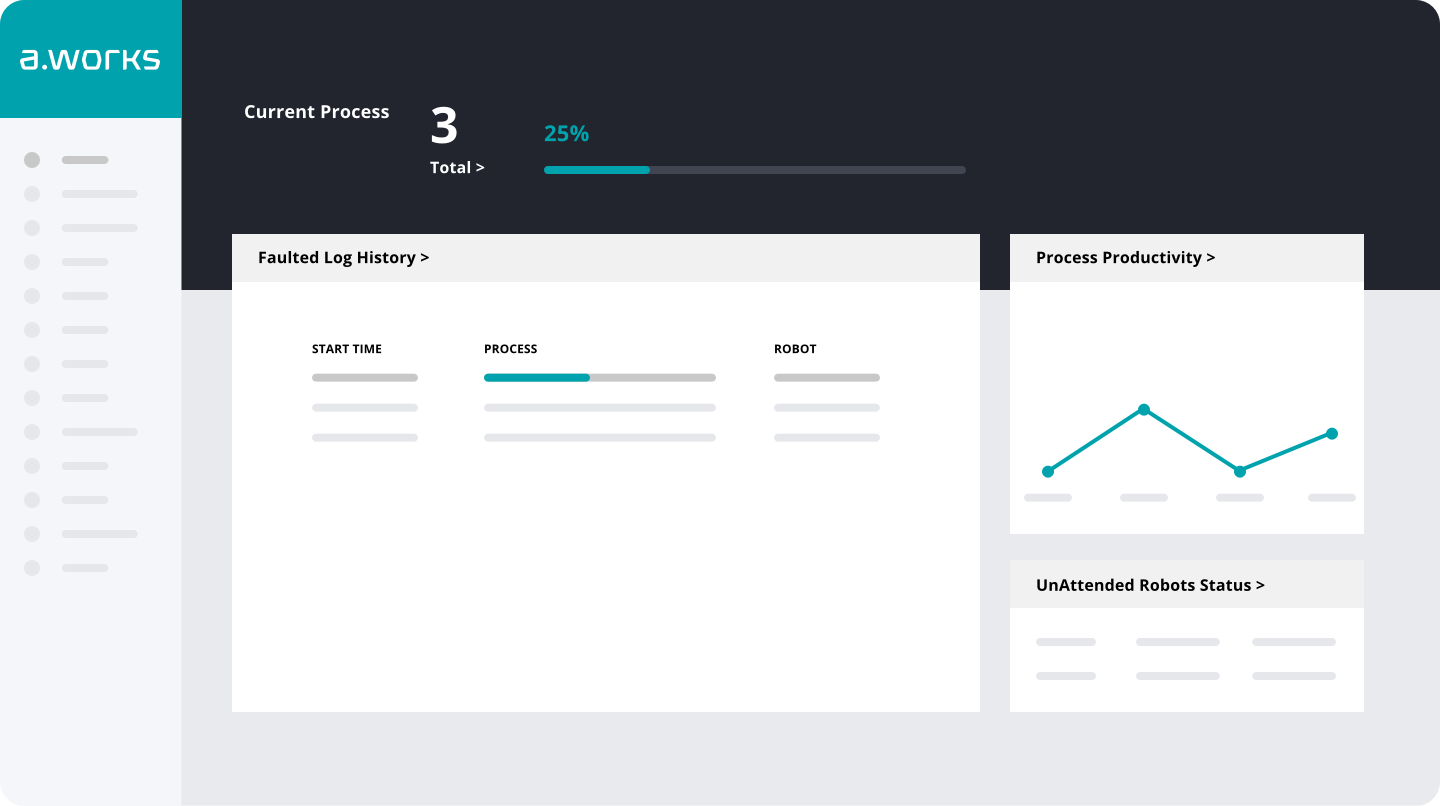 a.works
Current Process
3
Total >
25%
Faulted Log History >
START TIME
PROCESS
ROBOT
Process Productivity >
UnAttended Robots Status >